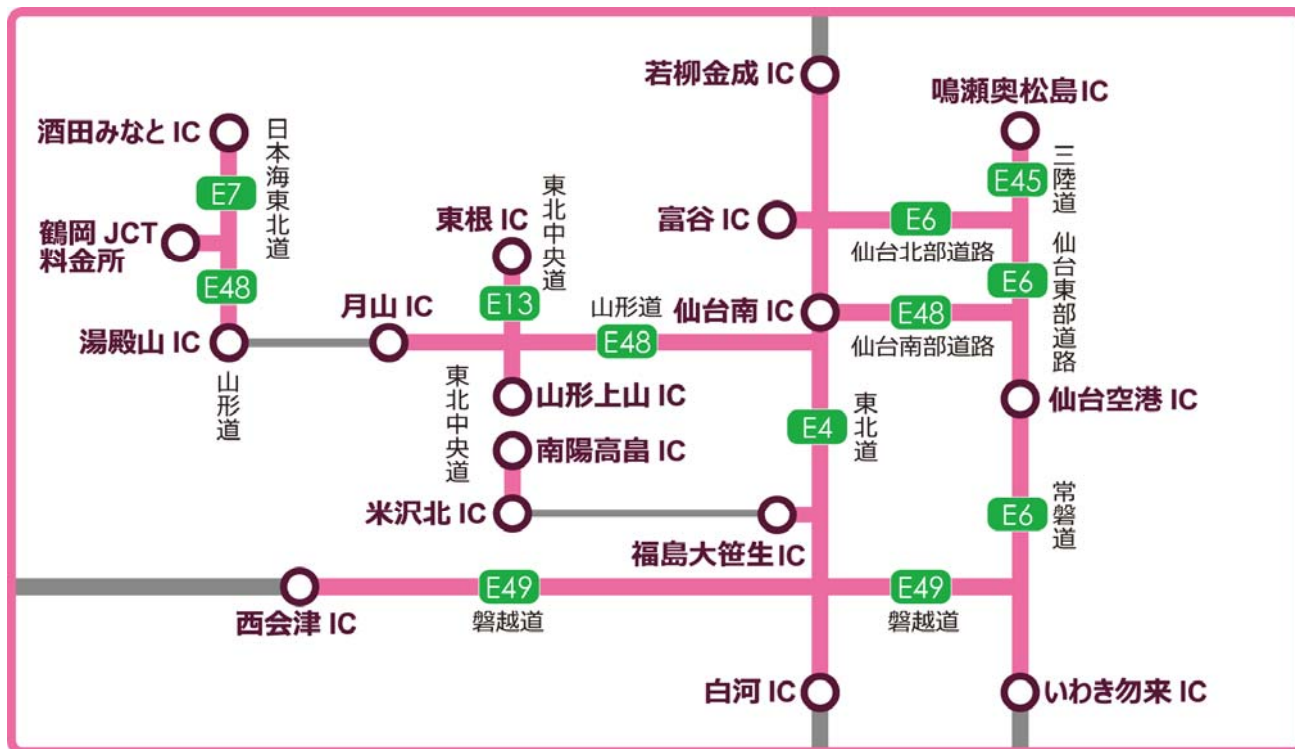 若柳金成 IC
鳴瀬奥松島 IC
酒田みなと IC
日本海東北道
E7
三陸道
E45
東北中央道
東根 IC
富谷 IC
E6
仙台北部道路
鶴岡 JCT
料金所
E48
E13
月山 IC
山形道
仙台南 IC
E48
仙台南部道路
E6
仙台東部道路
湯殿山 IC
山形道
E48
東北中央道
山形上山 IC
仙台空港 IC
E4
東北道
南陽高畠 IC
米沢北 IC
福島大笹生 IC
E6
常磐道
西会津 IC
E49
磐越道
E49
磐越道
白河 IC
いわき勿来 IC